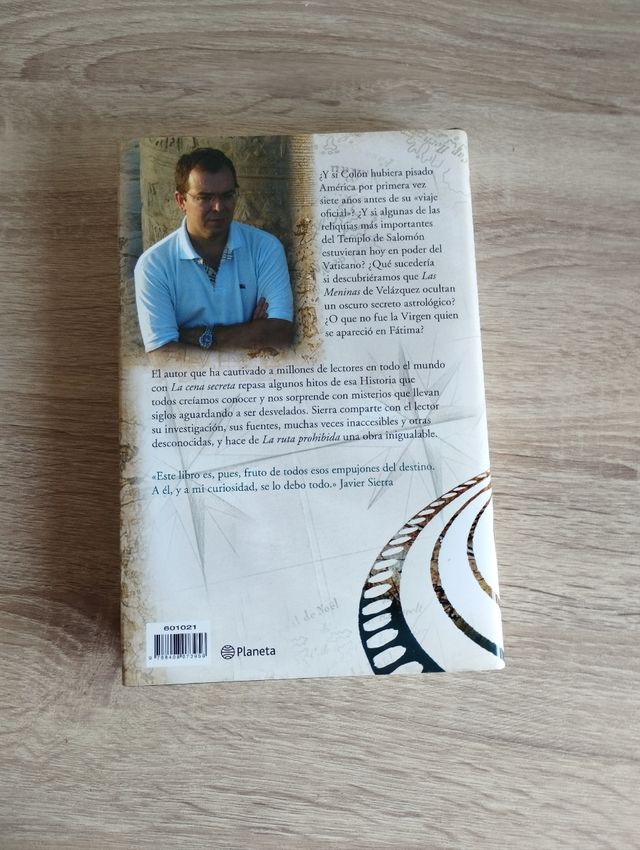 ¿Y si Colón hubiera pisado
América por primera vez
siete años antes de su «viaje
oficial»? ¿Y si algunas de las
reliquias más importantes
del Templo de Salomón
estuvieran hoy en poder del
Vaticano? ¿Qué sucedería
si descubriéramos que Las
Meninas de Velázquez ocultan
un oscuro secreto astrológico?
¿O que no fue la Virgen quien
se apareció en Fátima?
El autor que ha cautivado a millones de lectores en todo el mundo
con La cena secreta repasa algunos hitos de esa Historia que
todos creíamos conocer y nos sorprende con misterios que llevan
siglos aguardando a ser desvelados. Sierra comparte con el lector
su investigación, sus fuentes, muchas veces inaccesibles y otras
desconocidas, y hace de La ruta prohibida una obra inigualable.
«Este libro es, pues, fruto de todos esos empujones del destino.
A él, y a mi curiosidad, se lo debo todo.» Javier Sierra
de Noël
601021
Planeta